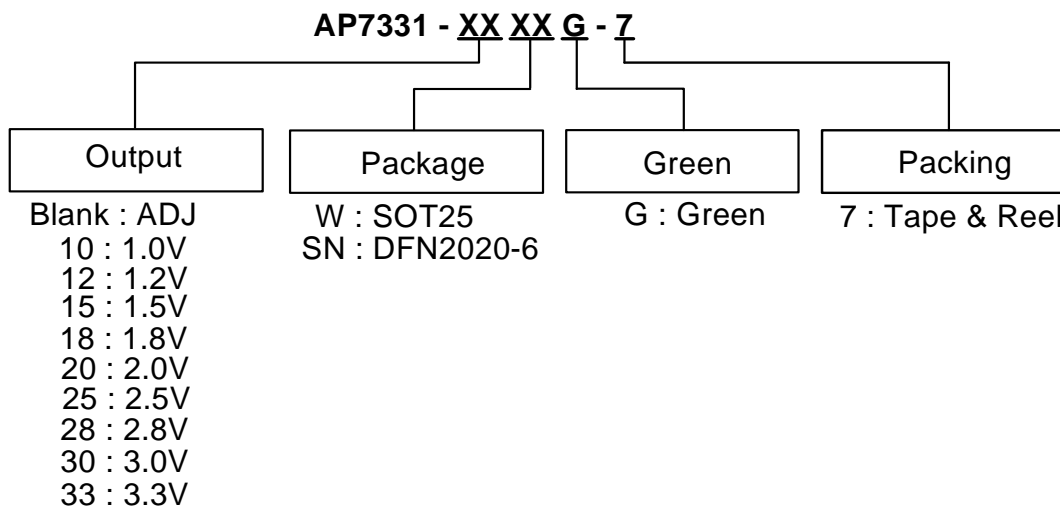 AP7331 - XX XX G - 7
Output
Package
Green
Packing
Blank : ADJ
10 : 1.0V
12 : 1.2V
15 : 1.5V
18 : 1.8V
20 : 2.0V
25 : 2.5V
28 : 2.8V
30 : 3.0V
33 : 3.3V
W : SOT25
SN : DFN2020-6
G : Green
7 : Tape & Reel